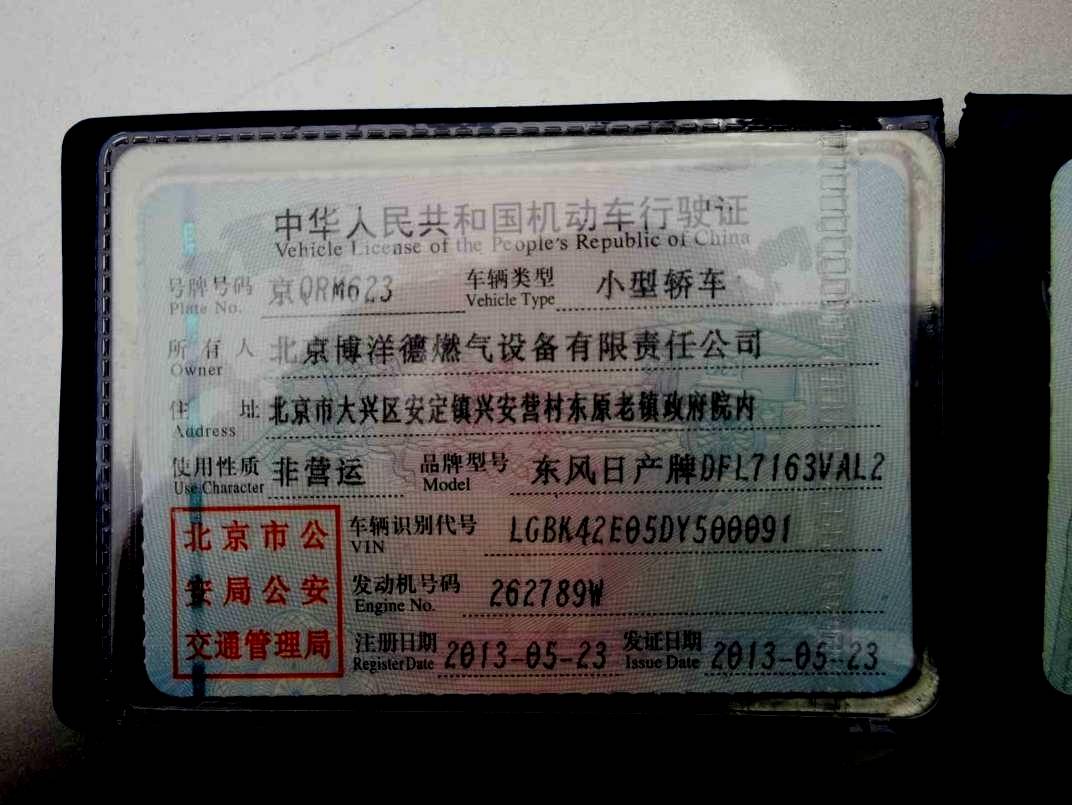 中华人民共和国机动车行驶证
Vehicle License of the People's Republic of China
号牌号码 京QRM623 车辆类型 小型轿车
Plate No. Vehicle Type
所有人 北京博洋德燃气设备有限责任公司
Owner
住址 北京市大兴区安定镇兴安营村东原老镇政府院内
Address
使用性质 非营运 品牌型号 东风日产牌DFL7163VAL2
Use Character Model
北京市公 车辆识别代号 LGBK42E05DY500091
VIN
安局公安 发动机号码 262789W
Engine No.
交通管理局 注册日期 2013-05-23 发证日期 2013-05-23
Register Date Issue Date